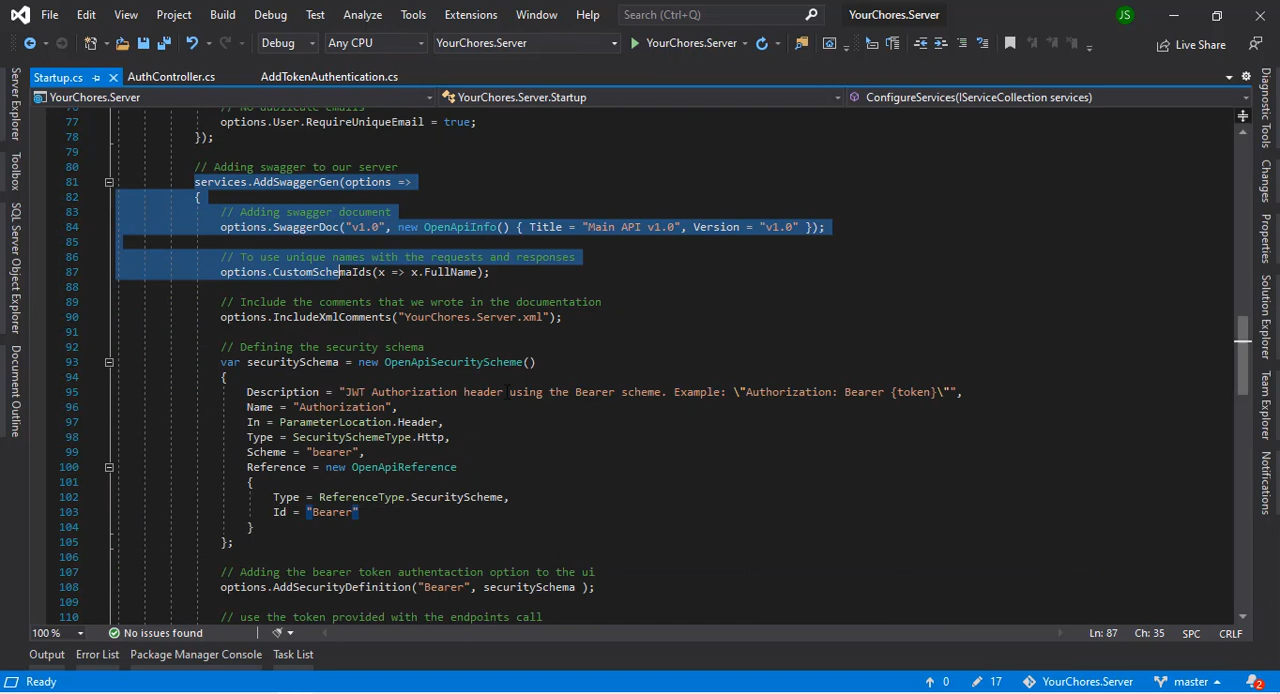 File Edit View Project Build Debug Test Analyze Tools Extensions Window Help Search (Ctrl+Q) YourChores.Server JS
Debug Any CPU YourChores.Server YourChores.Server Live Share
Startup.cs AuthController.cs AddTokenAuthentication.cs
YourChores.Server YourChores.Server.Startup ConfigureServices(IServiceCollection services)
Server Explorer
Toolbox
SQL Server Object Explorer
Document Outline
76 // No dublicate emails
77 options.User.RequireUniqueEmail = true;
78 });
79
80 // Adding swagger to our server
81 services.AddSwaggerGen(options =>
82 {
83 // Adding swagger document
84 options.SwaggerDoc("v1.0", new OpenApiInfo() { Title = "Main API v1.0", Version = "v1.0" });
85
86 // To use unique names with the requests and responses
87 options.CustomSchemaIds(x => x.FullName);
88
89 // Include the comments that we wrote in the documentation
90 options.IncludeXmlComments("YourChores.Server.xml");
91
92 // Defining the security schema
93 var securitySchema = new OpenApiSecurityScheme()
94 {
95 Description = "JWT Authorization header using the Bearer scheme. Example: \"Authorization: Bearer {token}\"",
96 Name = "Authorization",
97 In = ParameterLocation.Header,
98 Type = SecuritySchemeType.Http,
99 Scheme = "bearer",
100 Reference = new OpenApiReference
101 {
102 Type = ReferenceType.SecurityScheme,
103 Id = "Bearer"
104 }
105 };
106
107 // Adding the bearer token authentaction option to the ui
108 options.AddSecurityDefinition("Bearer", securitySchema );
109
110 // use the token provided with the endpoints call
Diagnostic Tools
Changes
Solution Explorer
Team Explorer
Properties
Notifications
100 % No issues found Ln: 87 Ch: 35 SPC CRLF
Output Error List Package Manager Console Task List
Ready 0 17 YourChores.Server master 2